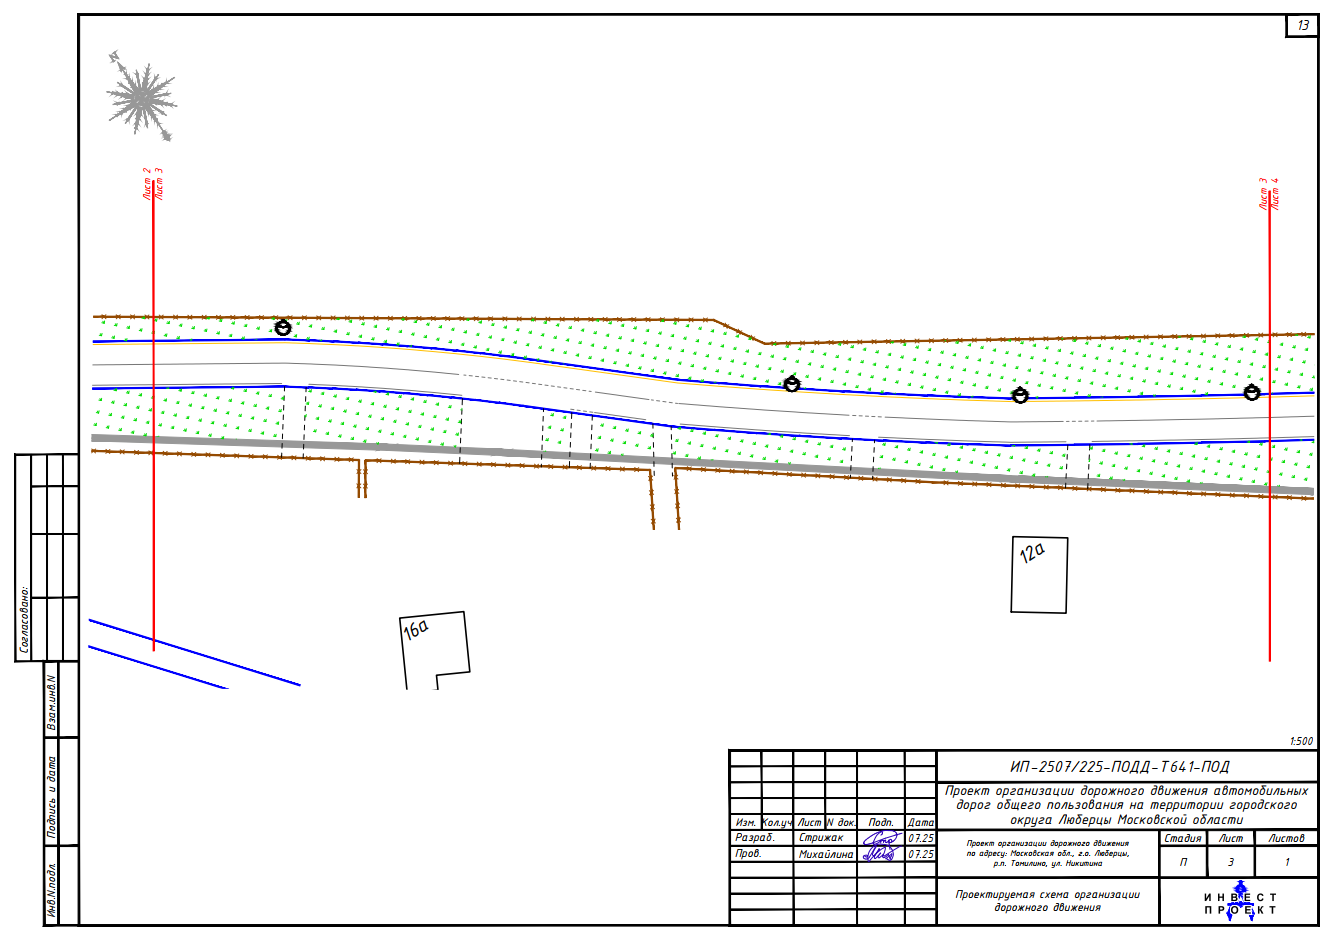 13
Лист 2
Лист 3
Лист 3
Лист 4
12а
16а
Согласовано:
Взам.инв.N
Подпись и дата
Инв.N.подл.
1:500
ИП-2507/225-ПОДД-Т641-ПОД
Проект организации дорожного движения автомобильных
дорог общего пользования на территории городского
округа Люберцы Московской области
Изм. Кол.уч Лист N док. Подп. Дата
Разраб. Стрижак 07.25
Пров. Михайлина 07.25
Проект организации дорожного движения
по адресу: Московская обл., г.о. Люберцы,
р.п. Томилино, ул. Никитина
Стадия Лист Листов
П 3 1
Проектируемая схема организации
дорожного движения
ИНВЕСТ
ПРОЕКТ